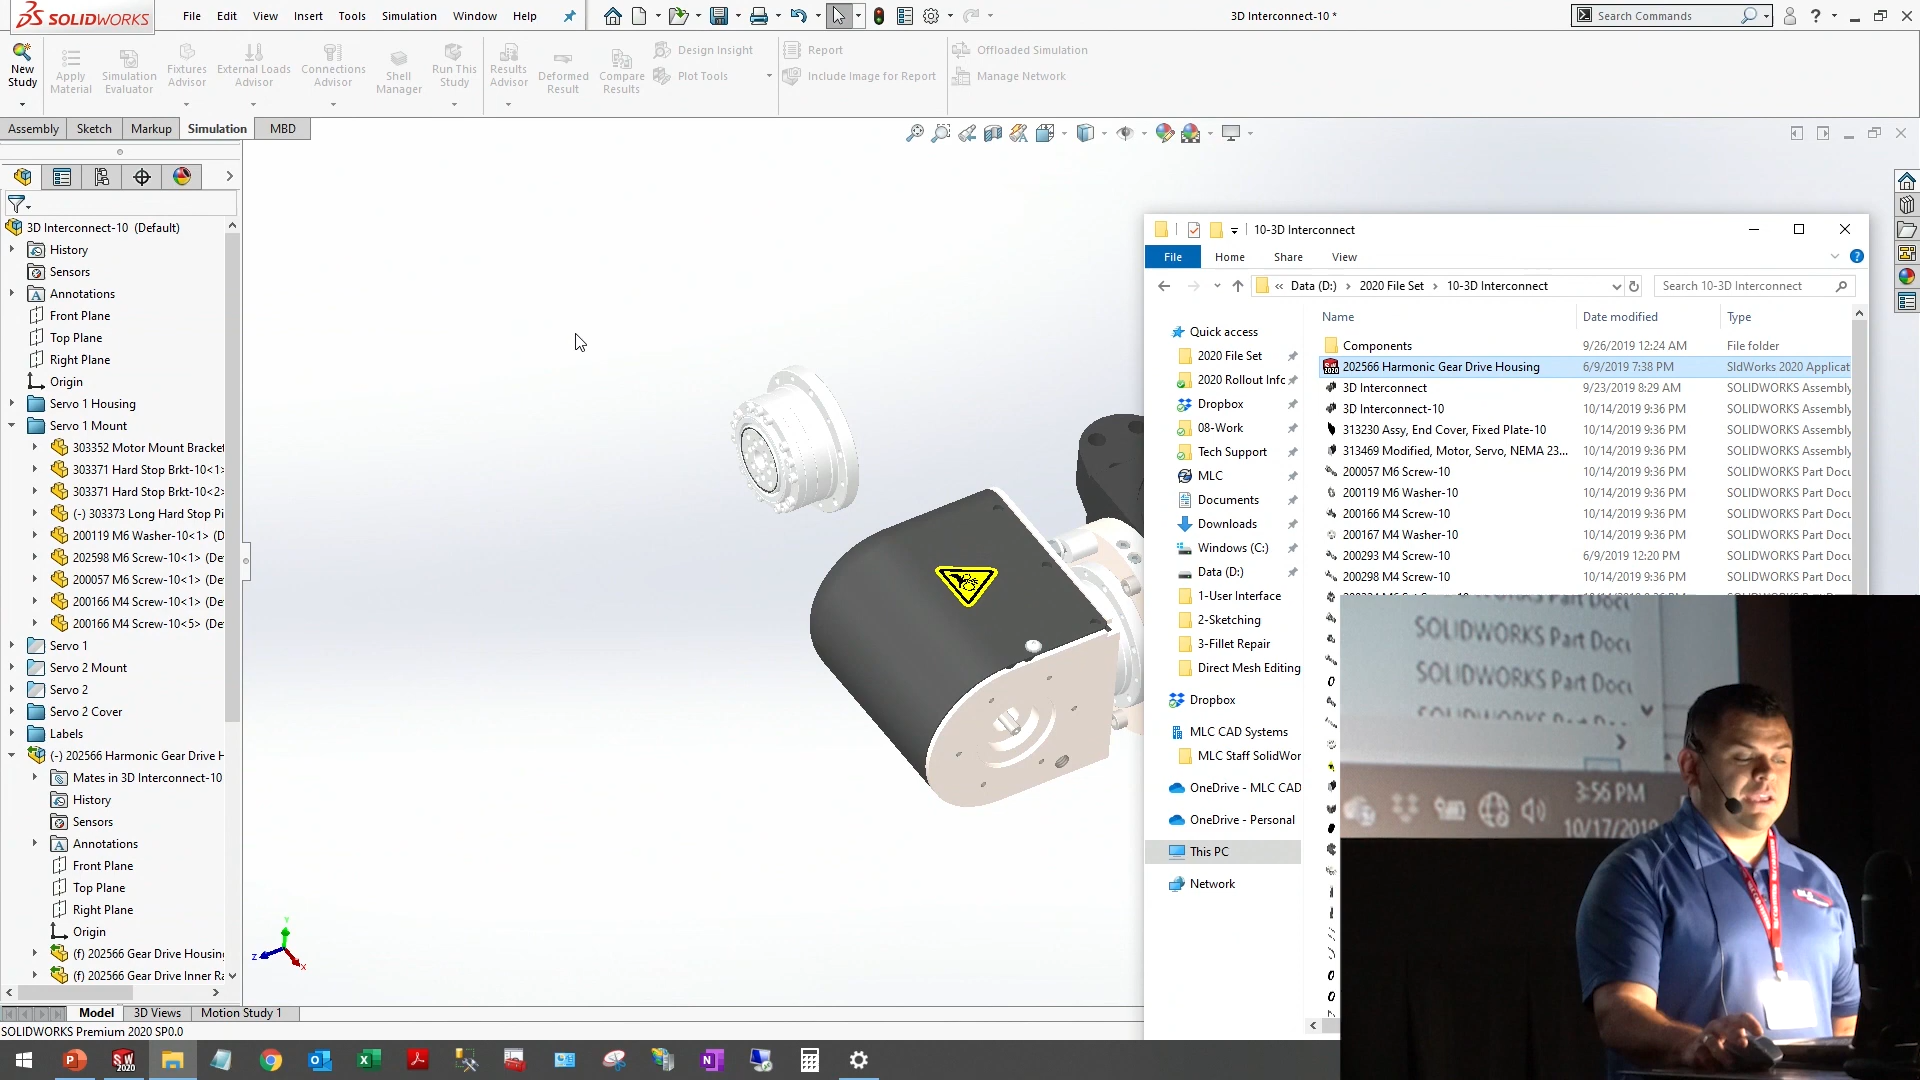 SOLIDWORKS
File Edit View Insert Tools Simulation Window Help
3D Interconnect-10 *
Search Commands
New Study
Apply Material
Simulation Evaluator
Fixtures Advisor
External Loads Advisor
Connections Advisor
Shell Manager
Run This Study
Results Advisor
Deformed Result
Compare Results
Design Insight
Plot Tools
Report
Include Image for Report
Offloaded Simulation
Manage Network
Assembly Sketch Markup Simulation MBD
3D Interconnect-10 (Default)
History
Sensors
Annotations
Front Plane
Top Plane
Right Plane
Origin
Servo 1 Housing
Servo 1 Mount
303352 Motor Mount Bracket
303371 Hard Stop Brkt-10<1>
303371 Hard Stop Brkt-10<2>
(-) 303373 Long Hard Stop Pi
200119 M6 Washer-10<1> (D
202598 M6 Screw-10<1> (De
200057 M6 Screw-10<1> (De
200166 M4 Screw-10<1> (De
200166 M4 Screw-10<5> (De
Servo 1
Servo 2 Mount
Servo 2
Servo 2 Cover
Labels
(-) 202566 Harmonic Gear Drive H
Mates in 3D Interconnect-10
History
Sensors
Annotations
Front Plane
Top Plane
Right Plane
Origin
(f) 202566 Gear Drive Housing
(f) 202566 Gear Drive Inner Ra
Y
Z
X
Model 3D Views Motion Study 1
SOLIDWORKS Premium 2020 SP0.0
10-3D Interconnect
File Home Share View
« Data (D:) > 2020 File Set > 10-3D Interconnect
Search 10-3D Interconnect
Quick access
2020 File Set
2020 Rollout Infc
Dropbox
08-Work
Tech Support
MLC
Documents
Downloads
Windows (C:)
Data (D:)
1-User Interface
2-Sketching
3-Fillet Repair
Direct Mesh Editing
Dropbox
MLC CAD Systems
MLC Staff SolidWor
OneDrive - MLC CAD
OneDrive - Personal
This PC
Network
Name Date modified Type
Components 9/26/2019 12:24 AM File folder
202566 Harmonic Gear Drive Housing 6/9/2019 7:38 PM SldWorks 2020 Applicat
3D Interconnect 9/23/2019 8:29 AM SOLIDWORKS Assembly
3D Interconnect-10 10/14/2019 9:36 PM SOLIDWORKS Assembly
313230 Assy, End Cover, Fixed Plate-10 10/14/2019 9:36 PM SOLIDWORKS Assembly
313469 Modified, Motor, Servo, NEMA 23... 10/14/2019 9:36 PM SOLIDWORKS Assembly
200057 M6 Screw-10 10/14/2019 9:36 PM SOLIDWORKS Part Docu
200119 M6 Washer-10 10/14/2019 9:36 PM SOLIDWORKS Part Docu
200166 M4 Screw-10 10/14/2019 9:36 PM SOLIDWORKS Part Docu
200167 M4 Washer-10 10/14/2019 9:36 PM SOLIDWORKS Part Docu
200293 M4 Screw-10 6/9/2019 12:20 PM SOLIDWORKS Part Docu
200298 M4 Screw-10 10/14/2019 9:36 PM SOLIDWORKS Part Docu
SOLIDWORKS Part Docu
SOLIDWORKS Part Docu
3:56 PM
10/17/2019
SW 2020